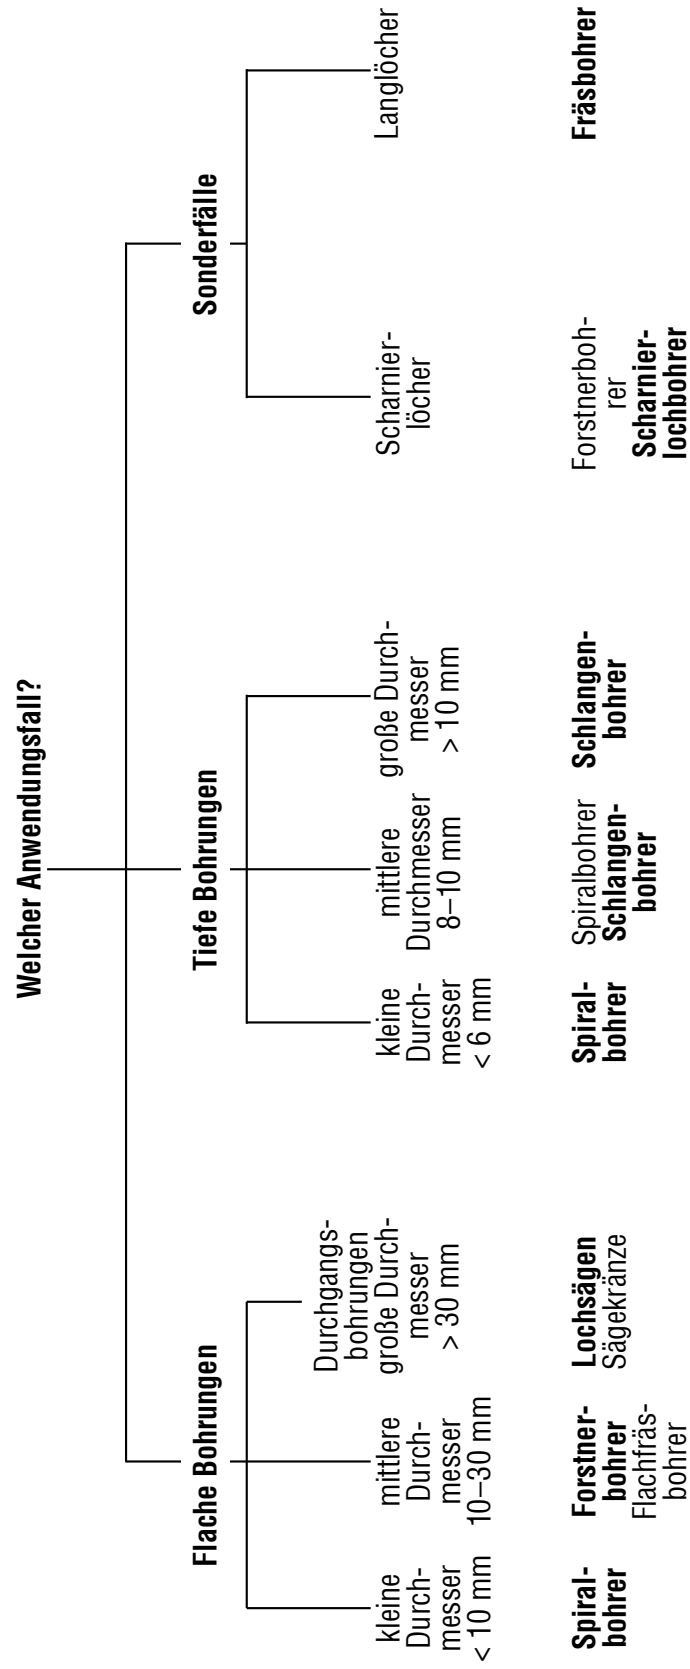 Welcher Anwendungsfall?
Flache Bohrungen
Tiefe Bohrungen
Sonderfälle
kleine
Durch-
messer
< 10 mm
mittlere
Durch-
messer
10–30 mm
Durchgangs-
bohrungen
große Durch-
messer
> 30 mm
kleine
Durch-
messer
< 6 mm
mittlere
Durchmesser
8–10 mm
große Durch-
messer
> 10 mm
Scharnier-
löcher
Langlöcher
Spiral-
bohrer
Forstner-
bohrer
Flachfräs-
bohrer
Lochsägen
Sägekränze
Spiral-
bohrer
Spiralbohrer
Schlangen-
bohrer
Schlangen-
bohrer
Forstnerboh-
rer
Scharnier-
lochbohrer
Fräsbohrer